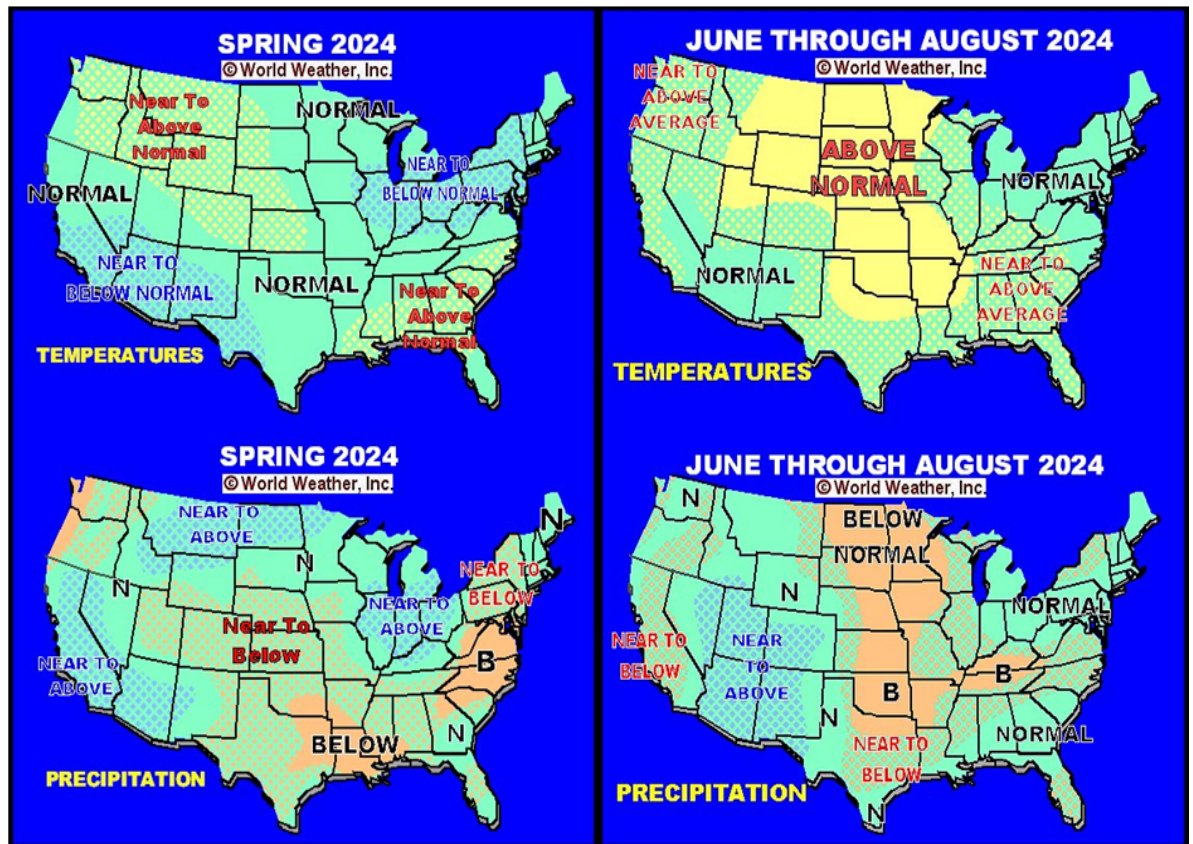 SPRING 2024
© World Weather, Inc.
Near To
Above
Normal
NORMAL
NEAR TO
BELOW NORMAL
NORMAL
NEAR TO
BELOW NORMAL
NORMAL
Near To
Above
Normal
TEMPERATURES
JUNE THROUGH AUGUST 2024
© World Weather, Inc.
NEAR TO
ABOVE
AVERAGE
ABOVE
NORMAL
NORMAL
NORMAL
NEAR TO
ABOVE
AVERAGE
TEMPERATURES
SPRING 2024
© World Weather, Inc.
NEAR TO
ABOVE
N
N
N
NEAR TO
BELOW
NEAR TO
ABOVE
Near To
Below
NEAR TO
ABOVE
B
N
BELOW
PRECIPITATION
JUNE THROUGH AUGUST 2024
© World Weather, Inc.
N
BELOW
NORMAL
N
NORMAL
NEAR TO
BELOW
NEAR
TO
ABOVE
B
B
N
NORMAL
NEAR TO
BELOW
N
PRECIPITATION